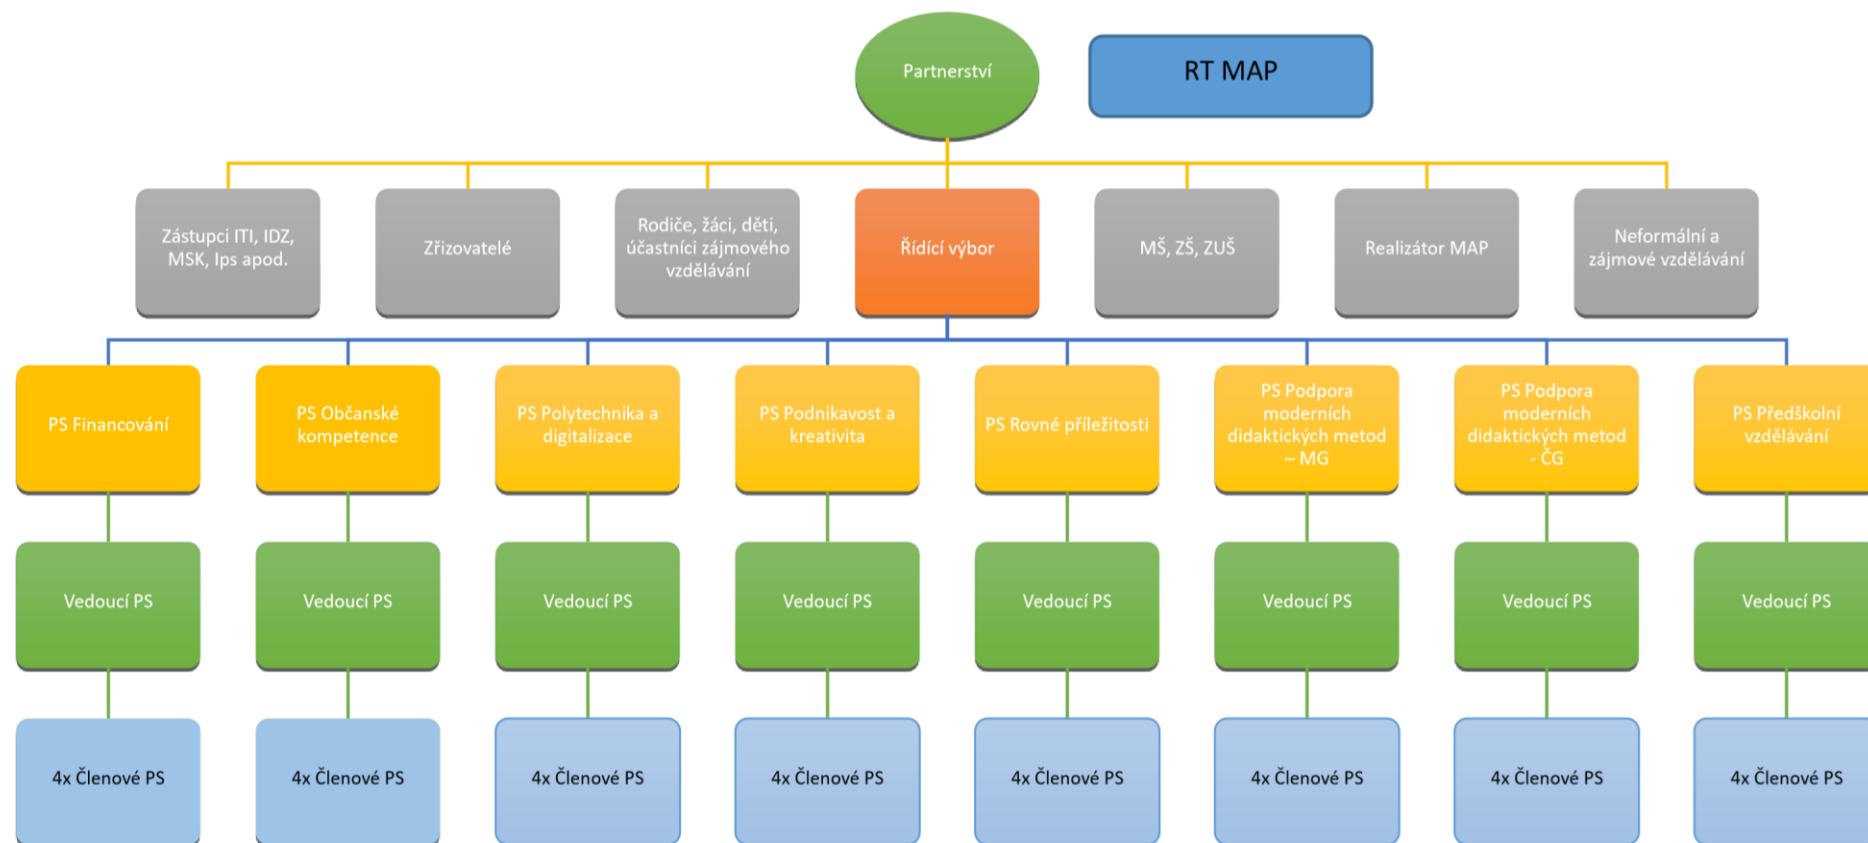 Partnerství
RT MAP
Zástupci ITI, IDZ,
MSK, Ips apod.
Zřizovatelé
Rodiče, žáci, děti,
účastníci zájmového
vzdělávání
Řídící výbor
MŠ, ZŠ, ZUŠ
Realizátor MAP
Neformální a
zájmové vzdělávání
PS Financování
PS Občanské
kompetence
PS Polytechnika a
digitalizace
PS Podnikavost a
kreativita
PS Rovné příležitosti
PS Podpora
moderních
didaktických metod
– MG
PS Podpora
moderních
didaktických metod
- ČG
PS Předškolní
vzdělávání
Vedoucí PS
Vedoucí PS
Vedoucí PS
Vedoucí PS
Vedoucí PS
Vedoucí PS
Vedoucí PS
Vedoucí PS
4x Členové PS
4x Členové PS
4x Členové PS
4x Členové PS
4x Členové PS
4x Členové PS
4x Členové PS
4x Členové PS